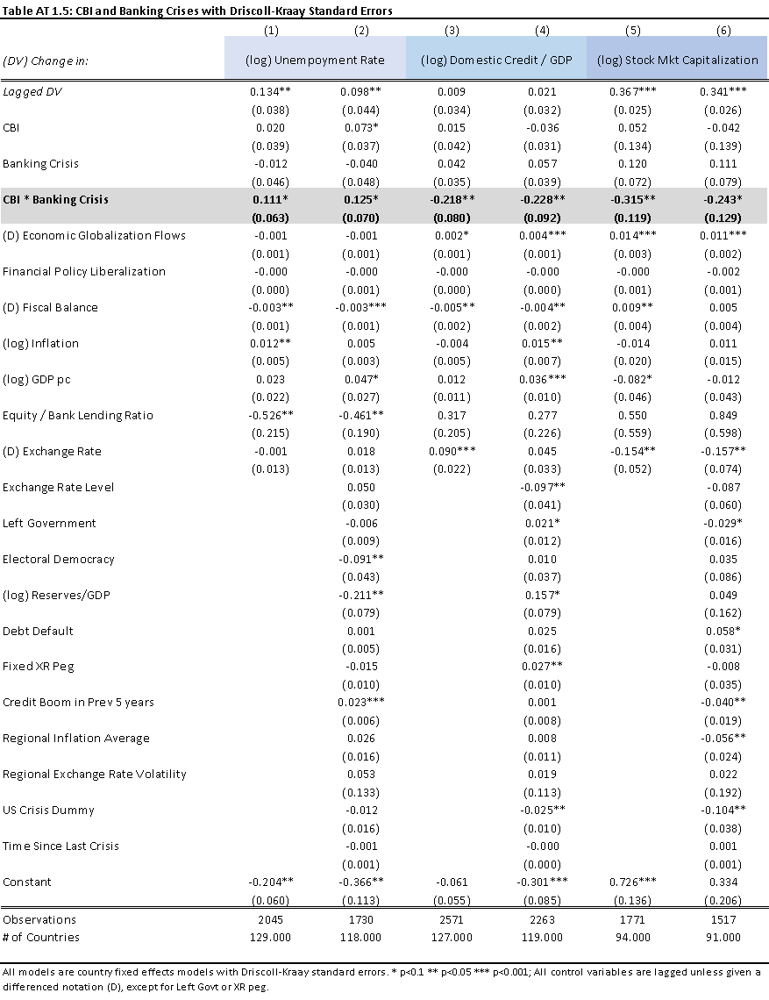 Table AT 1.5: CBI and Banking Crises with Driscoll-Kraay Standard Errors
(1) (2) (3) (4) (5) (6)
(DV) Change in: (log) Unempoyment Rate (log) Domestic Credit / GDP (log) Stock Mkt Capitalization
Lagged DV 0.134** 0.098** 0.009 0.021 0.367*** 0.341***
(0.038) (0.044) (0.034) (0.032) (0.025) (0.026)
CBI 0.020 0.073* 0.015 -0.036 0.052 -0.042
(0.039) (0.037) (0.042) (0.031) (0.134) (0.139)
Banking Crisis -0.012 -0.040 0.042 0.057 0.120 0.111
(0.046) (0.048) (0.035) (0.039) (0.072) (0.079)
CBI * Banking Crisis 0.111* 0.125* -0.218** -0.228** -0.315** -0.243*
(0.063) (0.070) (0.080) (0.092) (0.119) (0.129)
(D) Economic Globalization Flows -0.001 -0.001 0.002* 0.004*** 0.014*** 0.011***
(0.001) (0.001) (0.001) (0.001) (0.003) (0.002)
Financial Policy Liberalization -0.000 -0.000 -0.000 -0.000 -0.000 -0.002
(0.000) (0.001) (0.000) (0.000) (0.001) (0.001)
(D) Fiscal Balance -0.003** -0.003*** -0.005** -0.004** 0.009** 0.005
(0.001) (0.001) (0.002) (0.002) (0.004) (0.004)
(log) Inflation 0.012** 0.005 -0.004 0.015** -0.014 0.011
(0.005) (0.003) (0.005) (0.007) (0.020) (0.015)
(log) GDP pc 0.023 0.047* 0.012 0.036*** -0.082* -0.012
(0.022) (0.027) (0.011) (0.010) (0.046) (0.043)
Equity / Bank Lending Ratio -0.526** -0.461** 0.317 0.277 0.550 0.849
(0.215) (0.190) (0.205) (0.226) (0.559) (0.598)
(D) Exchange Rate -0.001 0.018 0.090*** 0.045 -0.154** -0.157**
(0.013) (0.013) (0.022) (0.033) (0.052) (0.074)
Exchange Rate Level 0.050 -0.097** -0.087
(0.030) (0.041) (0.060)
Left Government -0.006 0.021* -0.029*
(0.009) (0.012) (0.016)
Electoral Democracy -0.091** 0.010 0.035
(0.043) (0.037) (0.086)
(log) Reserves/GDP -0.211** 0.157* 0.049
(0.079) (0.079) (0.162)
Debt Default 0.001 0.025 0.058*
(0.005) (0.016) (0.031)
Fixed XR Peg -0.015 0.027** -0.008
(0.010) (0.010) (0.035)
Credit Boom in Prev 5 years 0.023*** 0.001 -0.040**
(0.006) (0.008) (0.019)
Regional Inflation Average 0.026 0.008 -0.056**
(0.016) (0.011) (0.024)
Regional Exchange Rate Volatility 0.053 0.019 0.022
(0.133) (0.113) (0.192)
US Crisis Dummy -0.012 -0.025** -0.104**
(0.016) (0.010) (0.038)
Time Since Last Crisis -0.001 -0.000 0.001
(0.001) (0.000) (0.001)
Constant -0.204** -0.366** -0.061 -0.301*** 0.726*** 0.334
(0.060) (0.113) (0.055) (0.085) (0.136) (0.206)
Observations 2045 1730 2571 2263 1771 1517
# of Countries 129.000 118.000 127.000 119.000 94.000 91.000
All models are country fixed effects models with Driscoll-Kraay standard errors. * p<0.1 ** p<0.05 *** p<0.001; All control variables are lagged unless given a
differenced notation (D), except for Left Govt or XR peg.